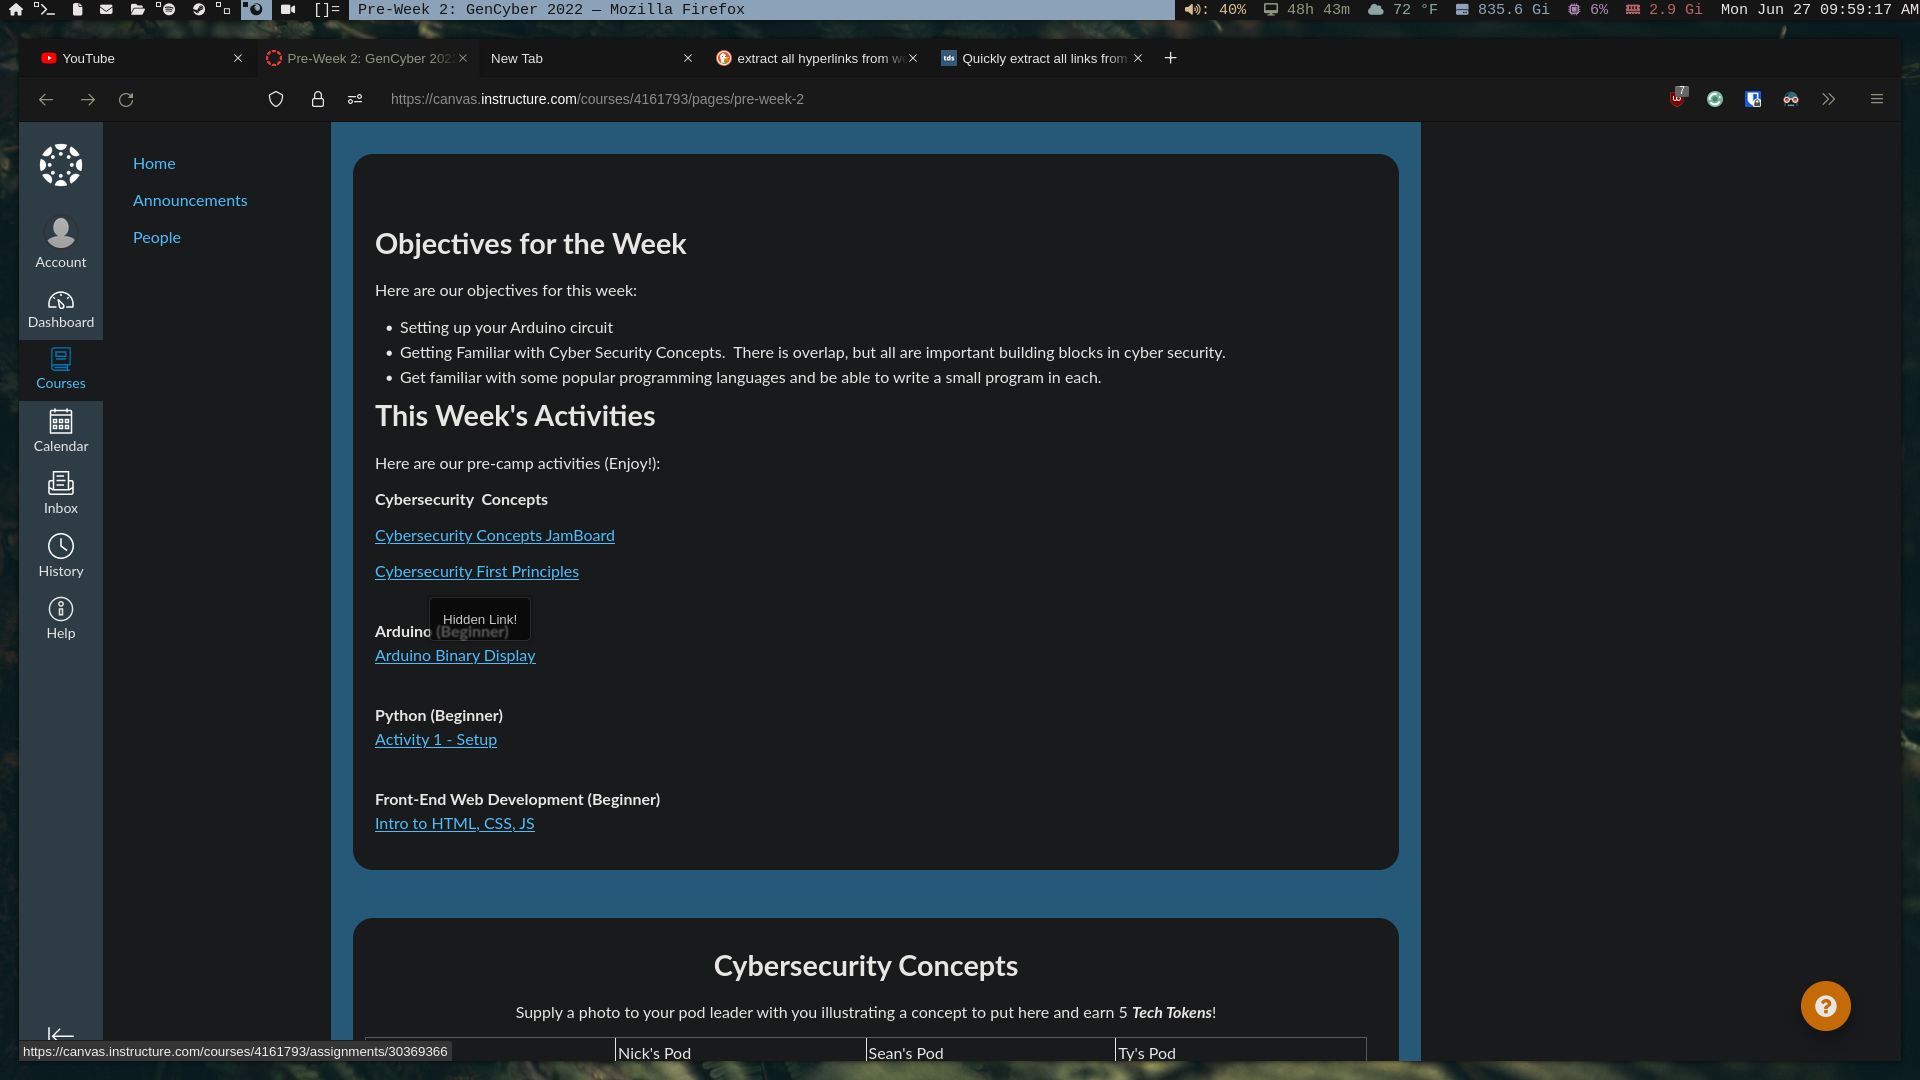 []= Pre-Week 2: GenCyber 2022 — Mozilla Firefox : 40% 48h 43m 72 °F 835.6 Gi 6% 2.9 Gi Mon Jun 27 09:59:17 AM
YouTube Pre-Week 2: GenCyber 202 New Tab extract all hyperlinks from we tds Quickly extract all links from
https://canvas.instructure.com/courses/4161793/pages/pre-week-2 7
Home
Announcements
People
Account
Dashboard
Courses
Calendar
Inbox
History
Help
Objectives for the Week
Here are our objectives for this week:
• Setting up your Arduino circuit
• Getting Familiar with Cyber Security Concepts.  There is overlap, but all are important building blocks in cyber security.
• Get familiar with some popular programming languages and be able to write a small program in each.
This Week's Activities
Here are our pre-camp activities (Enjoy!):
Cybersecurity  Concepts
Cybersecurity Concepts JamBoard
Cybersecurity First Principles
Hidden Link!
Arduino (Beginner)
Arduino Binary Display
Python (Beginner)
Activity 1 - Setup
Front-End Web Development (Beginner)
Intro to HTML, CSS, JS
Cybersecurity Concepts
Supply a photo to your pod leader with you illustrating a concept to put here and earn 5 Tech Tokens!
Nick's Pod Sean's Pod Ty's Pod
https://canvas.instructure.com/courses/4161793/assignments/30369366